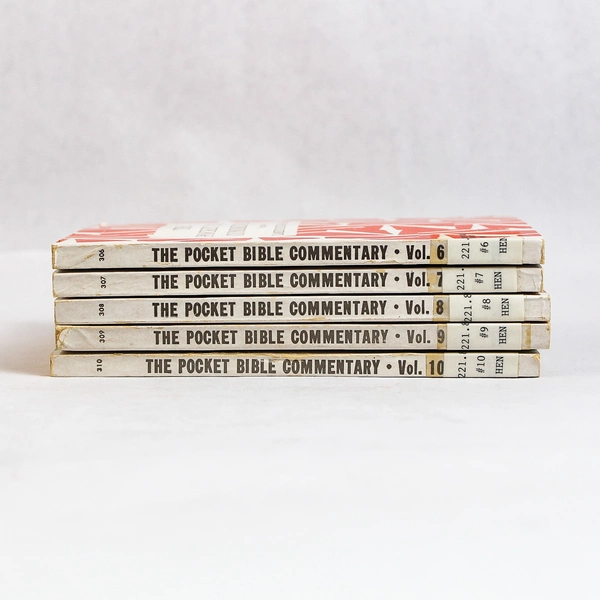 306 THE POCKET BIBLE COMMENTARY • Vol. 6 221. #6 HEN
307 THE POCKET BIBLE COMMENTARY • Vol. 7 221. #7 HEN
308 THE POCKET BIBLE COMMENTARY • Vol. 8 221.8 #8 HEN
309 THE POCKET BIBLE COMMENTARY • Vol. 9 221.8 #9 HEN
310 THE POCKET BIBLE COMMENTARY • Vol. 10 221. #10 HEN